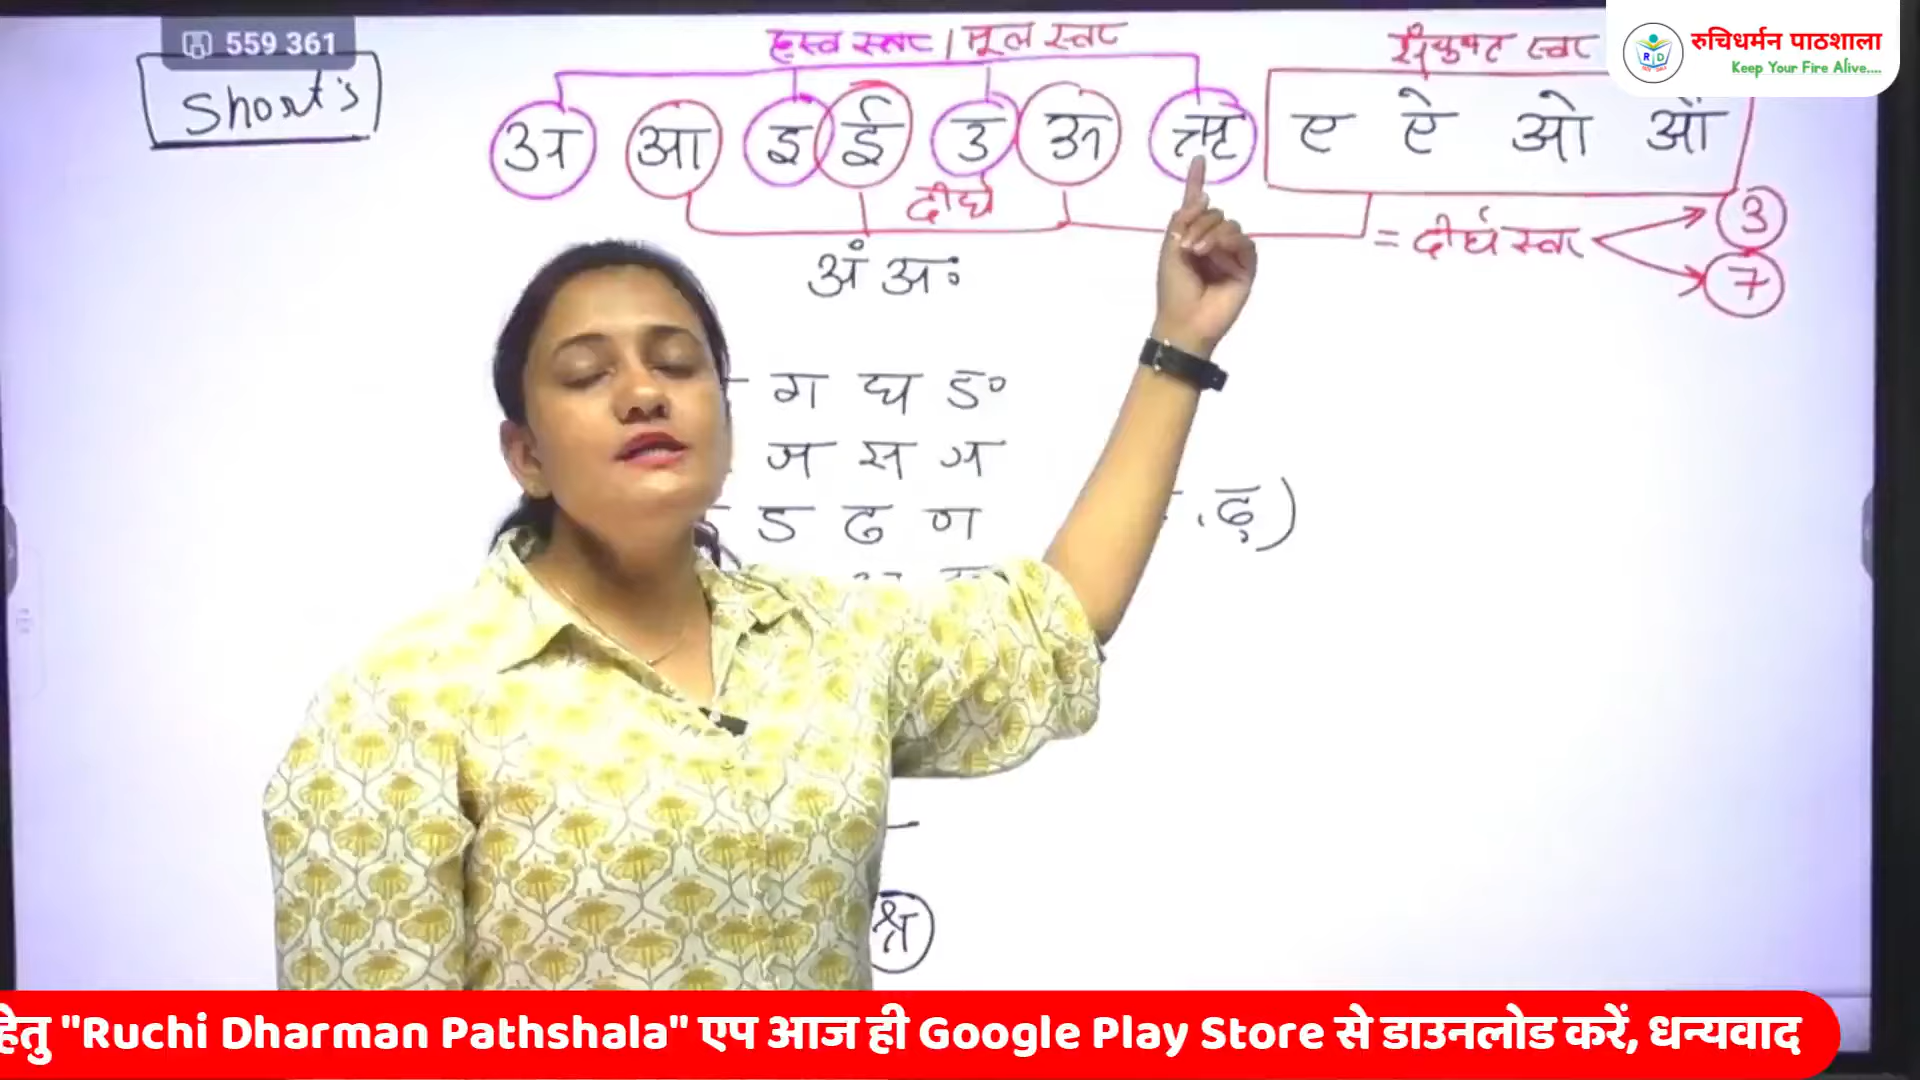 559 361
ह्रस्व स्वर / मूल स्वर
संयुक्त स्वर
रुचिधर्मन पाठशाला
Keep Your Fire Alive....
Short's
अ आ इ ई उ ऊ ऋ ए ऐ ओ औ
दीर्घ
= दीर्घ स्वर
3
7
अं अः
ग घ ङ
ज झ ञ
ड ढ ण
ढ़)
श्र
हेतु "Ruchi Dharman Pathshala" एप आज ही Google Play Store से डाउनलोड करें, धन्यवाद